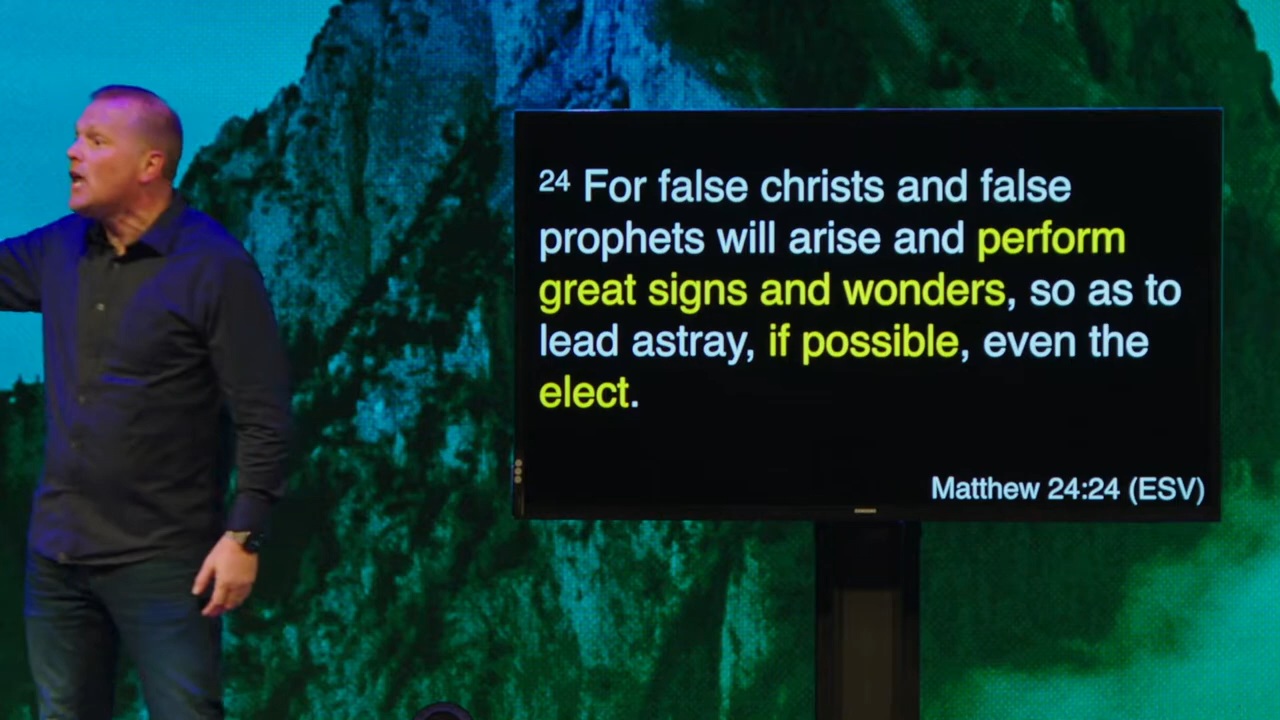 24 For false christs and false
prophets will arise and perform
great signs and wonders, so as to
lead astray, if possible, even the
elect.
Matthew 24:24 (ESV)